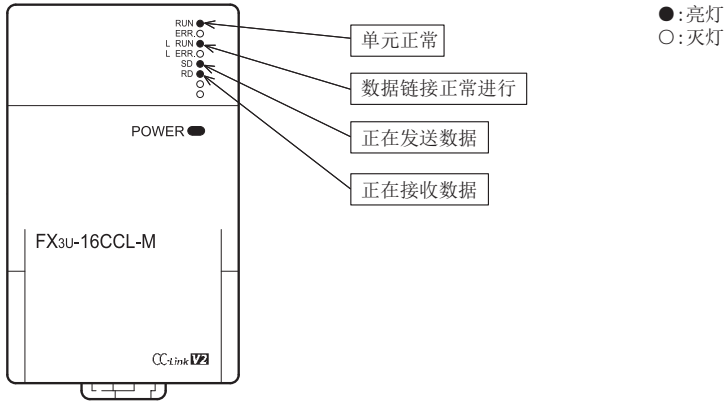 RUN
ERR.
L RUN
L ERR.
SD
RD
POWER
FX3U-16CCL-M
CC-Link V2
单元正常
数据链接正常进行
正在发送数据
正在接收数据
●:亮灯
○:灭灯